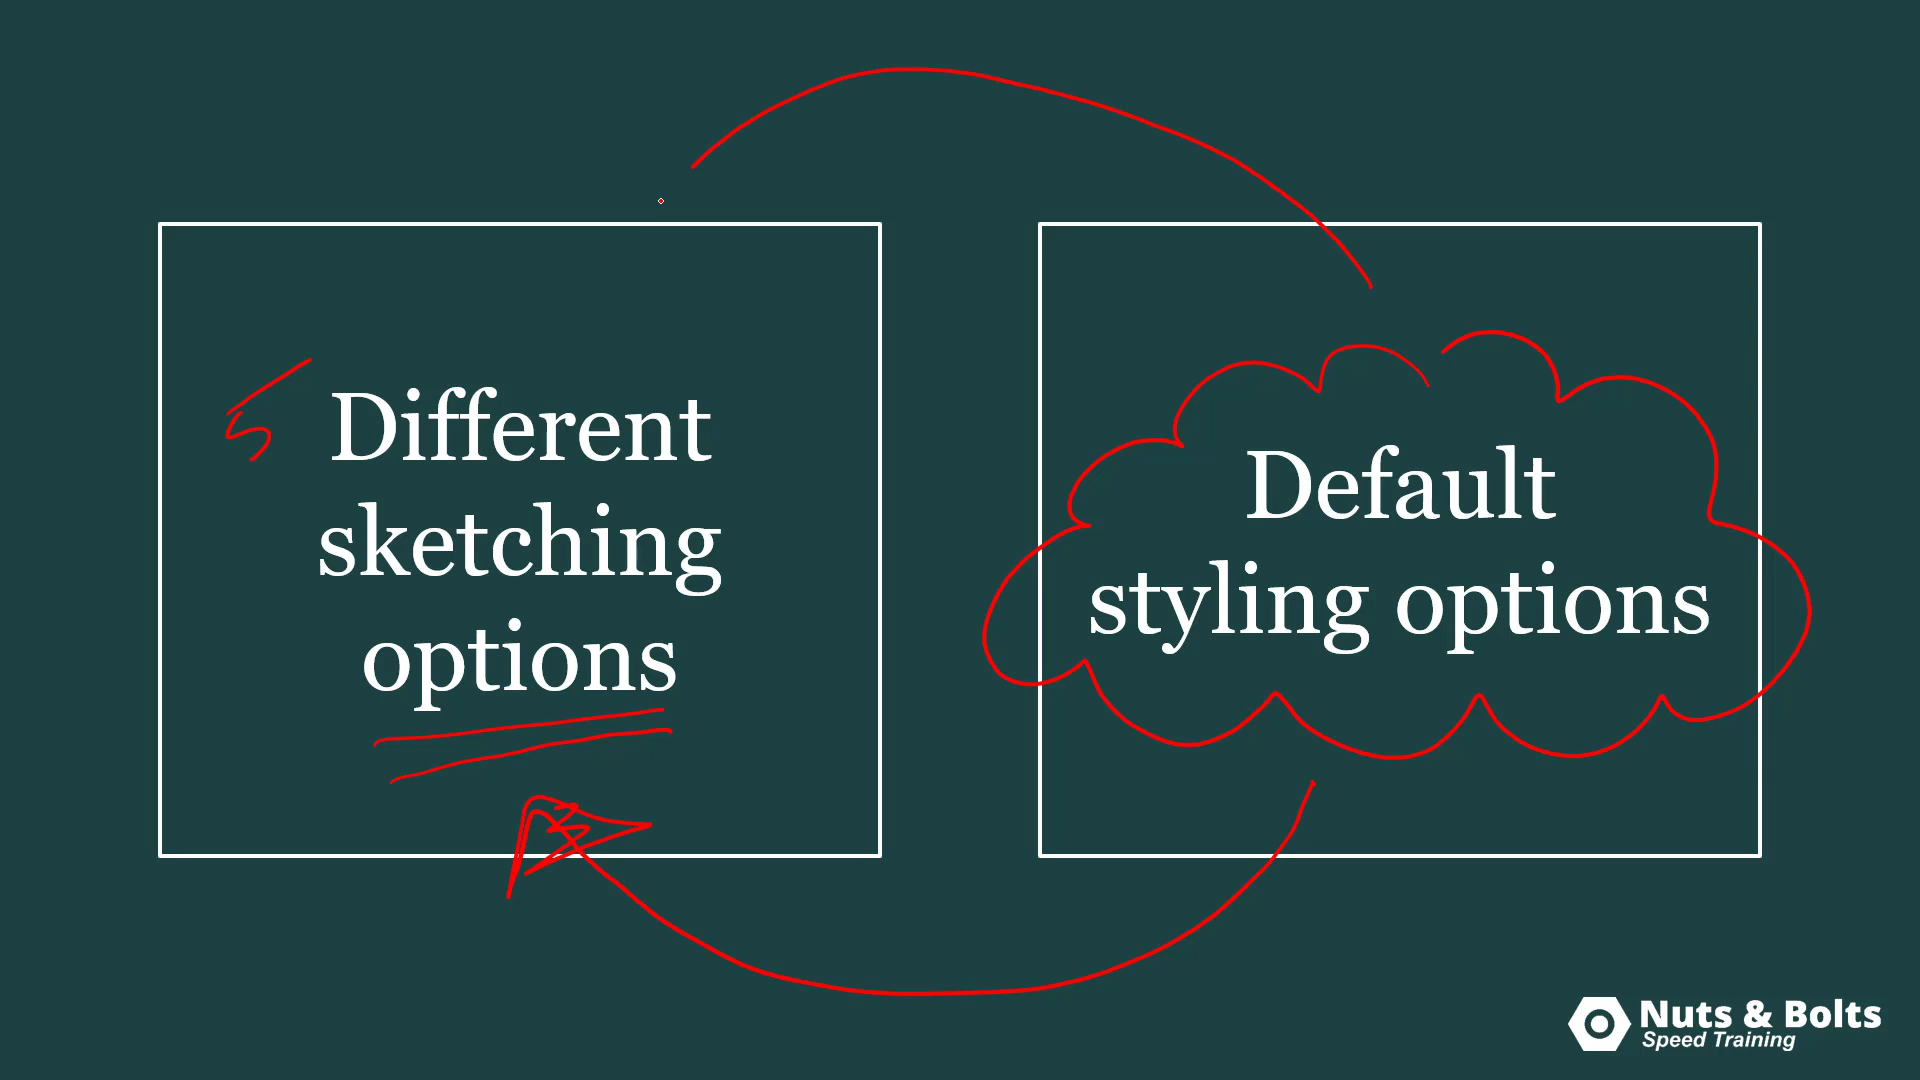 Different
sketching
options
Default
styling options
Nuts & Bolts
Speed Training